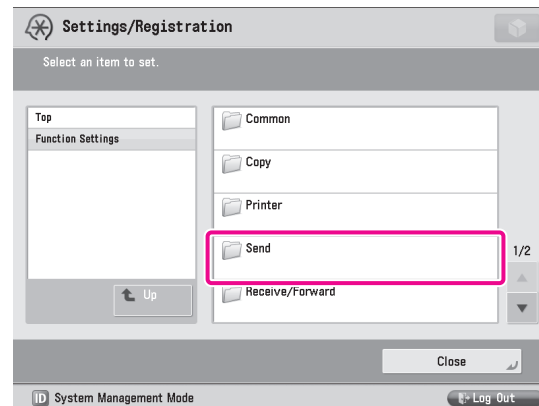 Settings/Registration
Select an item to set.
Top
Function Settings
Common
Copy
Printer
Send
Receive/Forward
1/2
Up
Close
ID System Management Mode
Log Out